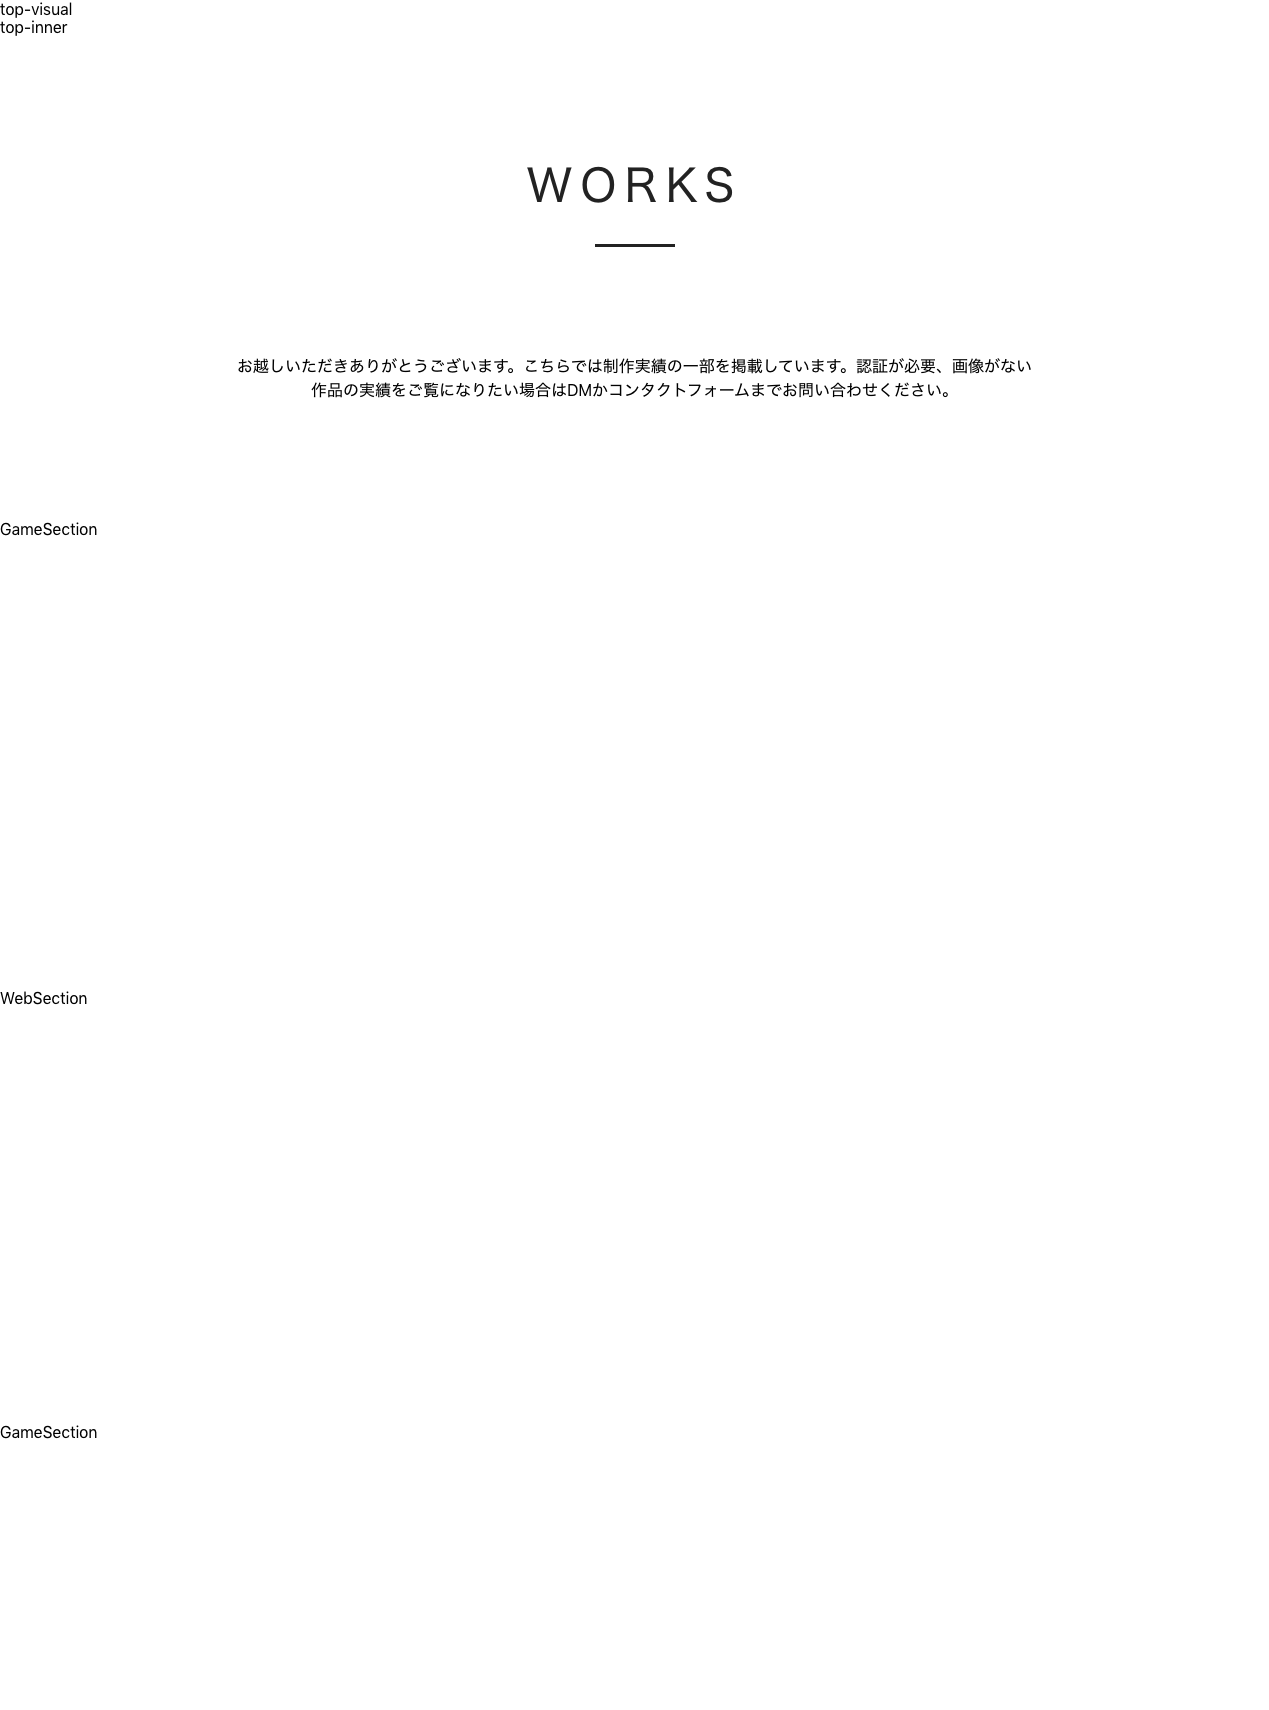 top-visual
top-inner
WORKS
お越しいただきありがとうございます。こちらでは制作実績の一部を掲載しています。認証が必要、画像がない
作品の実績をご覧になりたい場合はDMかコンタクトフォームまでお問い合わせください。
GameSection
WebSection
GameSection